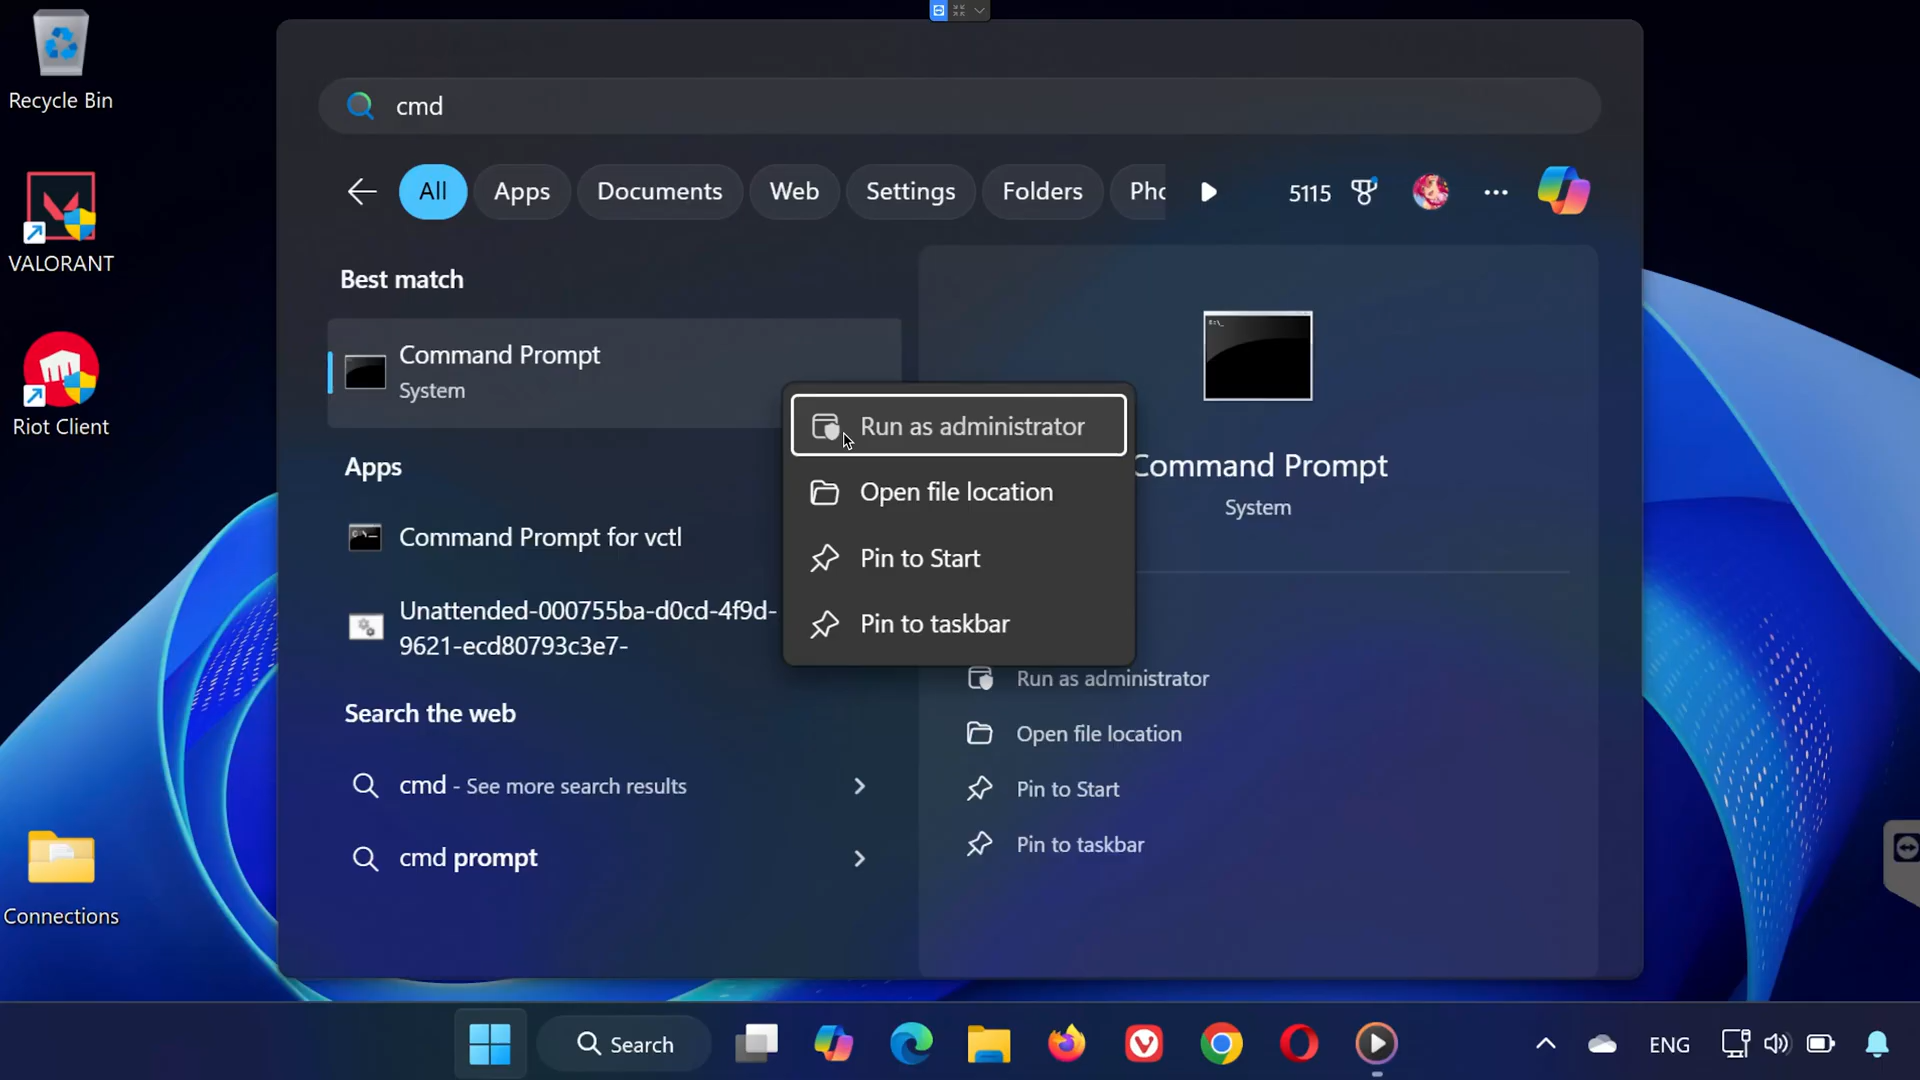 Recycle Bin
VALORANT
Riot Client
Connections
cmd
All
Apps
Documents
Web
Settings
Folders
Pho
5115
Best match
Command Prompt
System
Apps
Command Prompt for vctl
Unattended-000755ba-d0cd-4f9d-
9621-ecd80793c3e7-
Search the web
cmd - See more search results
cmd prompt
Run as administrator
Open file location
Pin to Start
Pin to taskbar
Command Prompt
System
Run as administrator
Open file location
Pin to Start
Pin to taskbar
Search
ENG